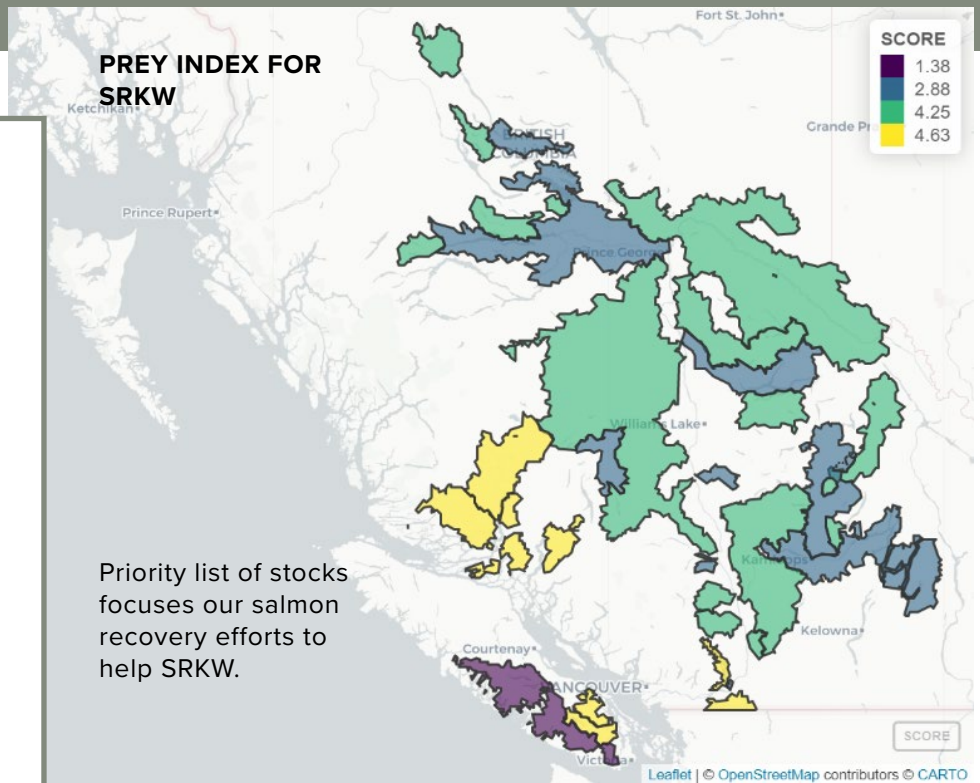 PREY INDEX FOR
SRKW
Fort St. John
SCORE
1.38
2.88
4.25
4.63
Ketchikan
BRITISH
COLUMBIA
Grande Pr
Prince Rupert
Prince George
Williams Lake
Kamloops
Kelowna
Priority list of stocks
focuses our salmon
recovery efforts to
help SRKW.
Courtenay
VANCOUVER
Victoria
SCORE
Leaflet | © OpenStreetMap contributors © CARTO